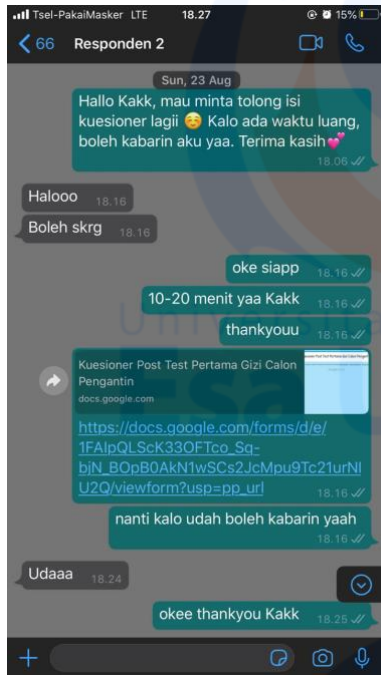 Tsel-PakaiMasker LTE 18.27 15%
66 Responden 2
Sun, 23 Aug
Hallo Kakk, mau minta tolong isi
kuesioner lagii ☺️ Kalo ada waktu luang,
boleh kabarin aku yaa. Terima kasih💕
18.06
Halooo 18.16
Boleh skrg 18.16
oke siapp 18.16
10-20 menit yaa Kakk 18.16
thankyouu 18.16
Kuesioner Post Test Pertama Gizi Calon
Pengantin
docs.google.com
https://docs.google.com/forms/d/e/
1FAIpQLScK33OFTco_Sq-
bjN_BOpB0AkN1wSCs2JcMpu9Tc21urNl
U2Q/viewform?usp=pp_url
18.16
nanti kalo udah boleh kabarin yaah
18.16
Udaaa 18.24
okee thankyou Kakk 18.25